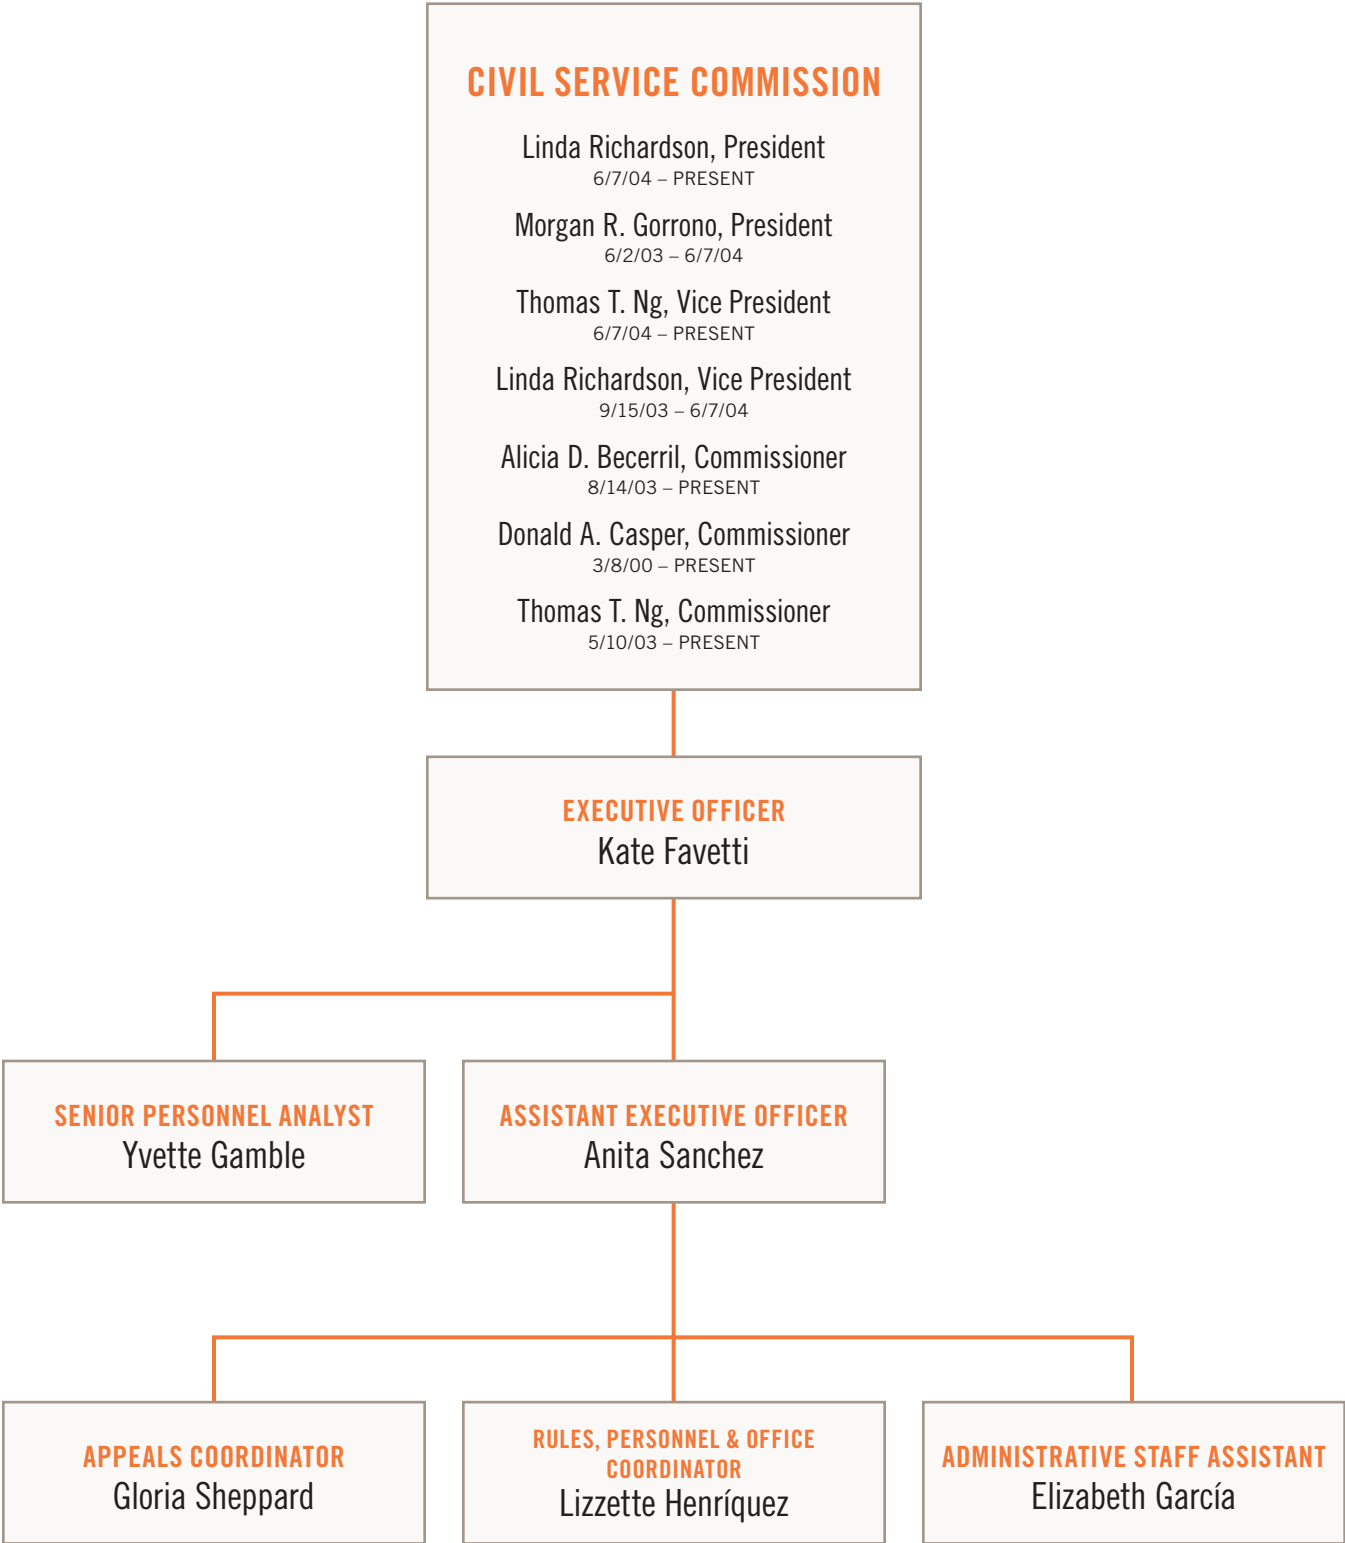 CIVIL SERVICE COMMISSION
Linda Richardson, President
6/7/04 – PRESENT
Morgan R. Gorrono, President
6/2/03 – 6/7/04
Thomas T. Ng, Vice President
6/7/04 – PRESENT
Linda Richardson, Vice President
9/15/03 – 6/7/04
Alicia D. Becerril, Commissioner
8/14/03 – PRESENT
Donald A. Casper, Commissioner
3/8/00 – PRESENT
Thomas T. Ng, Commissioner
5/10/03 – PRESENT
EXECUTIVE OFFICER
Kate Favetti
SENIOR PERSONNEL ANALYST
Yvette Gamble
ASSISTANT EXECUTIVE OFFICER
Anita Sanchez
APPEALS COORDINATOR
Gloria Sheppard
RULES, PERSONNEL & OFFICE
COORDINATOR
Lizzette Henríquez
ADMINISTRATIVE STAFF ASSISTANT
Elizabeth García